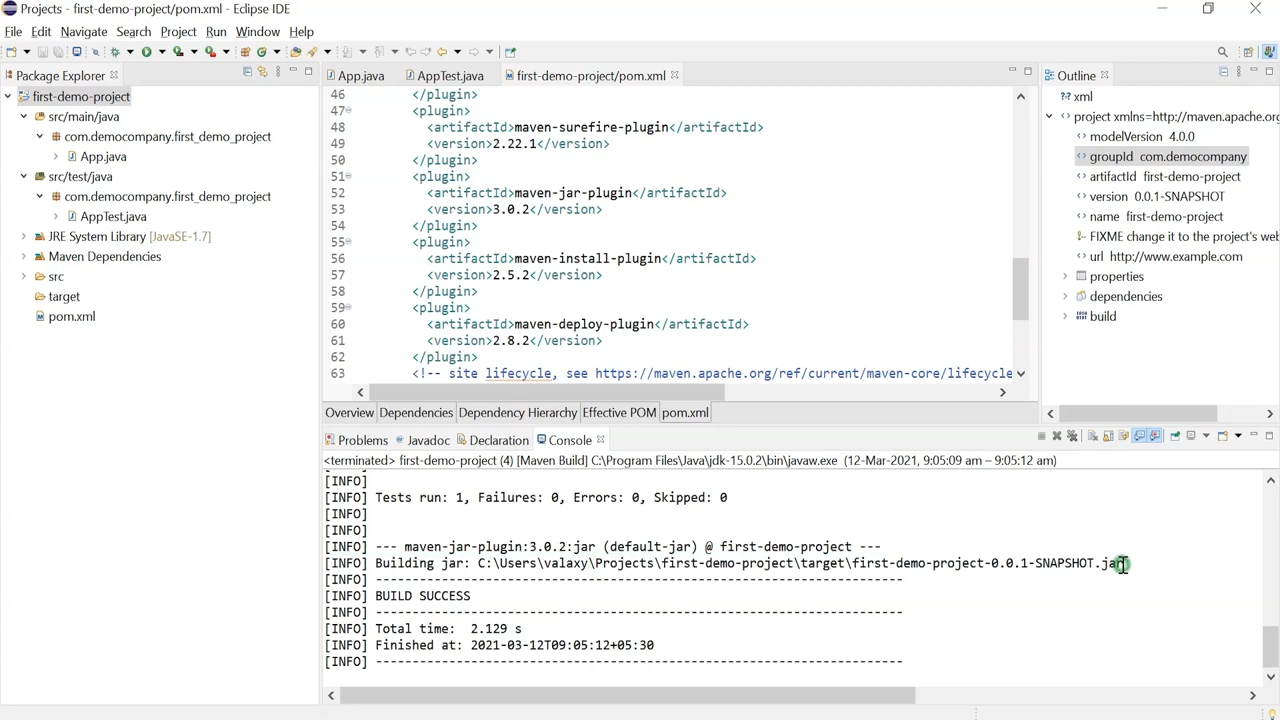 Projects - first-demo-project/pom.xml - Eclipse IDE
File Edit Navigate Search Project Run Window Help
Package Explorer
first-demo-project
src/main/java
com.democompany.first_demo_project
App.java
src/test/java
com.democompany.first_demo_project
AppTest.java
JRE System Library [JavaSE-1.7]
Maven Dependencies
src
target
pom.xml
App.java AppTest.java first-demo-project/pom.xml
46 </plugin>
47 <plugin>
48 <artifactId>maven-surefire-plugin</artifactId>
49 <version>2.22.1</version>
50 </plugin>
51 <plugin>
52 <artifactId>maven-jar-plugin</artifactId>
53 <version>3.0.2</version>
54 </plugin>
55 <plugin>
56 <artifactId>maven-install-plugin</artifactId>
57 <version>2.5.2</version>
58 </plugin>
59 <plugin>
60 <artifactId>maven-deploy-plugin</artifactId>
61 <version>2.8.2</version>
62 </plugin>
63 <!-- site lifecycle, see https://maven.apache.org/ref/current/maven-core/lifecycle
Overview Dependencies Dependency Hierarchy Effective POM pom.xml
Outline
?? xml
project xmlns=http://maven.apache.org
modelVersion 4.0.0
groupId com.democompany
artifactId first-demo-project
version 0.0.1-SNAPSHOT
name first-demo-project
FIXME change it to the project's web
url http://www.example.com
properties
dependencies
build
Problems Javadoc Declaration Console
<terminated> first-demo-project (4) [Maven Build] C:\Program Files\Java\jdk-15.0.2\bin\javaw.exe (12-Mar-2021, 9:05:09 am – 9:05:12 am)
[INFO]
[INFO] Tests run: 1, Failures: 0, Errors: 0, Skipped: 0
[INFO]
[INFO]
[INFO] --- maven-jar-plugin:3.0.2:jar (default-jar) @ first-demo-project ---
[INFO] Building jar: C:\Users\valaxy\Projects\first-demo-project\target\first-demo-project-0.0.1-SNAPSHOT.jar
[INFO] ------------------------------------------------------------------------
[INFO] BUILD SUCCESS
[INFO] ------------------------------------------------------------------------
[INFO] Total time:  2.129 s
[INFO] Finished at: 2021-03-12T09:05:12+05:30
[INFO] ------------------------------------------------------------------------